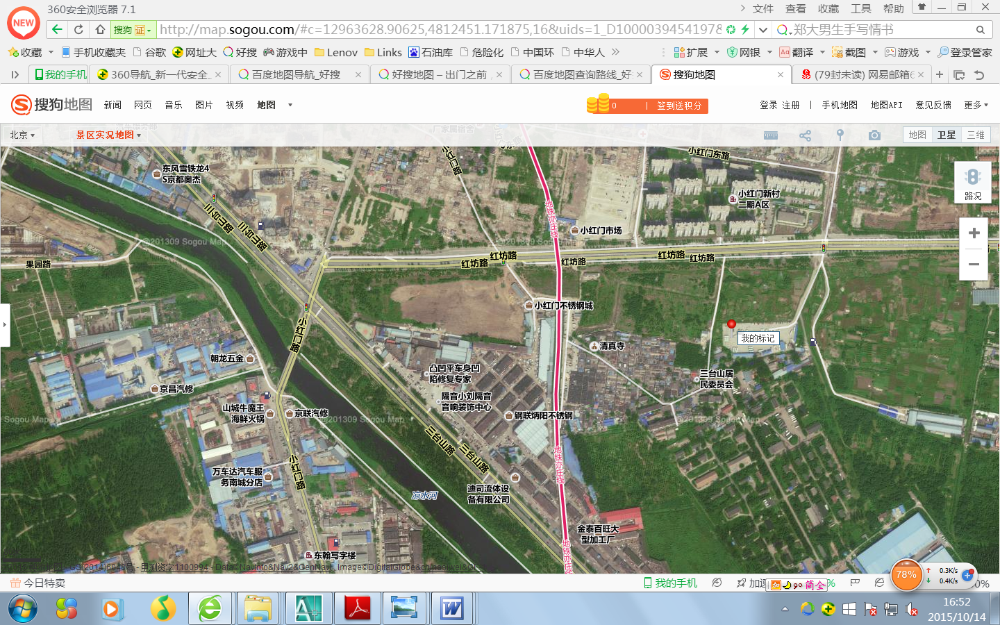 360安全浏览器 7.1
文件 查看 收藏 工具 帮助
NEW
搜狗 证
http://map.sogou.com/#c=12963628.90625,4812451.171875,16&uids=1_D10000394541978
郑大男生手写情书
收藏 手机收藏夹 谷歌 网址大 好搜 游戏中 Lenov Links 石油库 危险化 中国环 中华人 扩展 网银 翻译 截图 游戏 登录管家
我的手机 360导航_新一代安全_ 百度地图导航_好搜 好搜地图 – 出门之前， 百度地图查询路线_好 搜狗地图 (79封未读) 网易邮箱6
搜狗地图 新闻 网页 音乐 图片 视频 地图 0 | 签到送积分 登录 注册 | 手机地图 地图API 意见反馈 更多
北京 景区实况地图 地图 卫星 三维
厂家属宿舍
小红门路
小红门东路
东风雪铁龙4
S京都奥杰
路况
小红门新村
二期A区
地铁亦庄线
三台山路
三台山路
小红门市场
©201309 Sogou Map
果园路
红坊路 红坊路 红坊路 红坊路 红坊路
小红门不锈钢城
小红门路
我的标记
清真寺
朝龙五金
凸凹平车身凹
陷修复专家
三台山居
民委员会
京昌汽修
隔音小刘隔音
音响装饰中心
山城牛魔王
海鲜火锅
京联汽修
钢联炳阳不锈钢
Sogou Map
©201309 Sogou Map
©201309 Sogou Map
三台山路
三台山路
地铁亦庄线
小红门路
万车达汽车服
务南城分店
凉水河
迪司流体设
备有限公司
金泰百旺大
型加工厂
地铁亦庄线
东翰写字楼
GS(2014)6048号 - 甲测资字1100994 - Data©NavInfo&Nav2&CenNavi
今日特卖 我的手机
78%
0.3K/s
0.4K/s
简全
16:52
2015/10/14